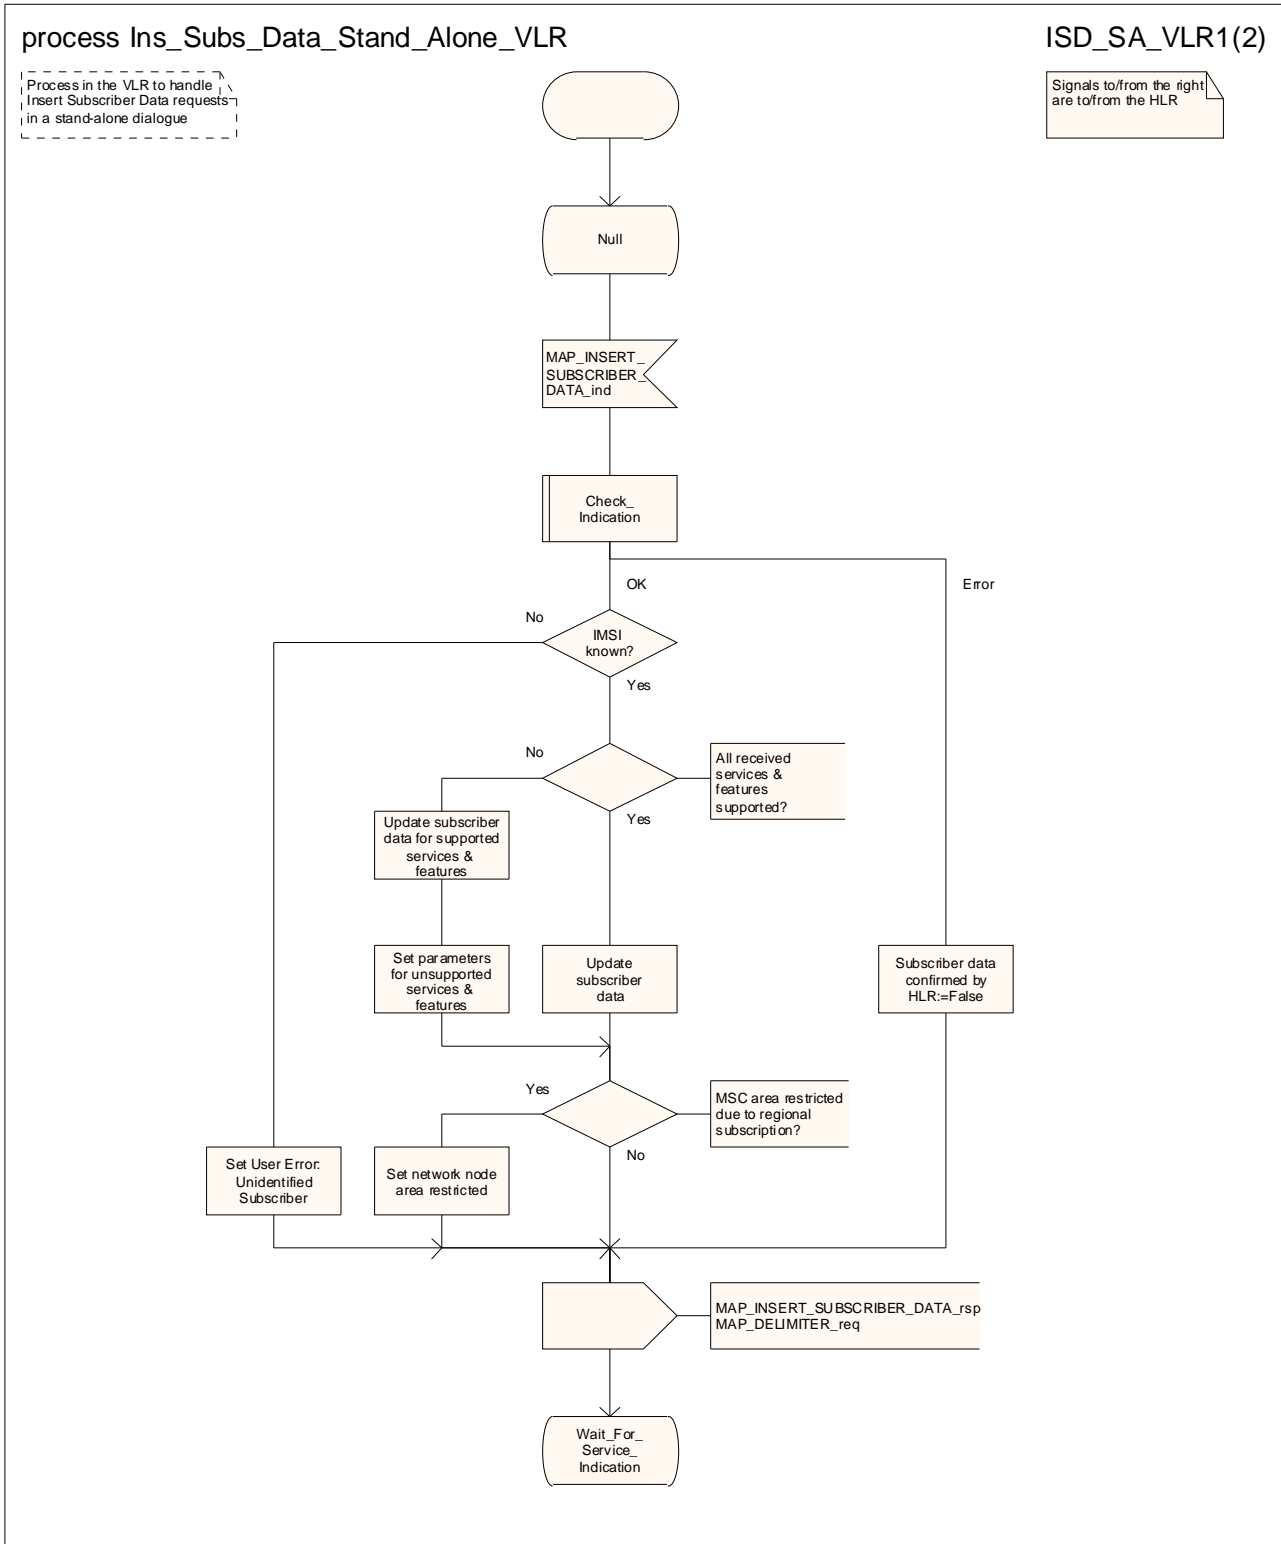 process Ins_Subs_Data_Stand_Alone_VLR
ISD_SA_VLR1(2)
Process in the VLR to handle
Insert Subscriber Data requests
in a stand-alone dialogue
Signals to/from the right
are to/from the HLR
Null
MAP_INSERT_
SUBSCRIBER_
DATA_ind
Check_
Indication
OK
Error
No
IMSI
known?
Yes
No
All received
services &
features
supported?
Yes
Update subscriber
data for supported
services &
features
Set parameters
for unsupported
services &
features
Update
subscriber
data
Subscriber data
confirmed by
HLR:=False
Yes
MSC area restricted
due to regional
subscription?
No
Set User Error:
Unidentified
Subscriber
Set network node
area restricted
MAP_INSERT_SUBSCRIBER_DATA_rsp
MAP_DELIMITER_req
Wait_For_
Service_
Indication